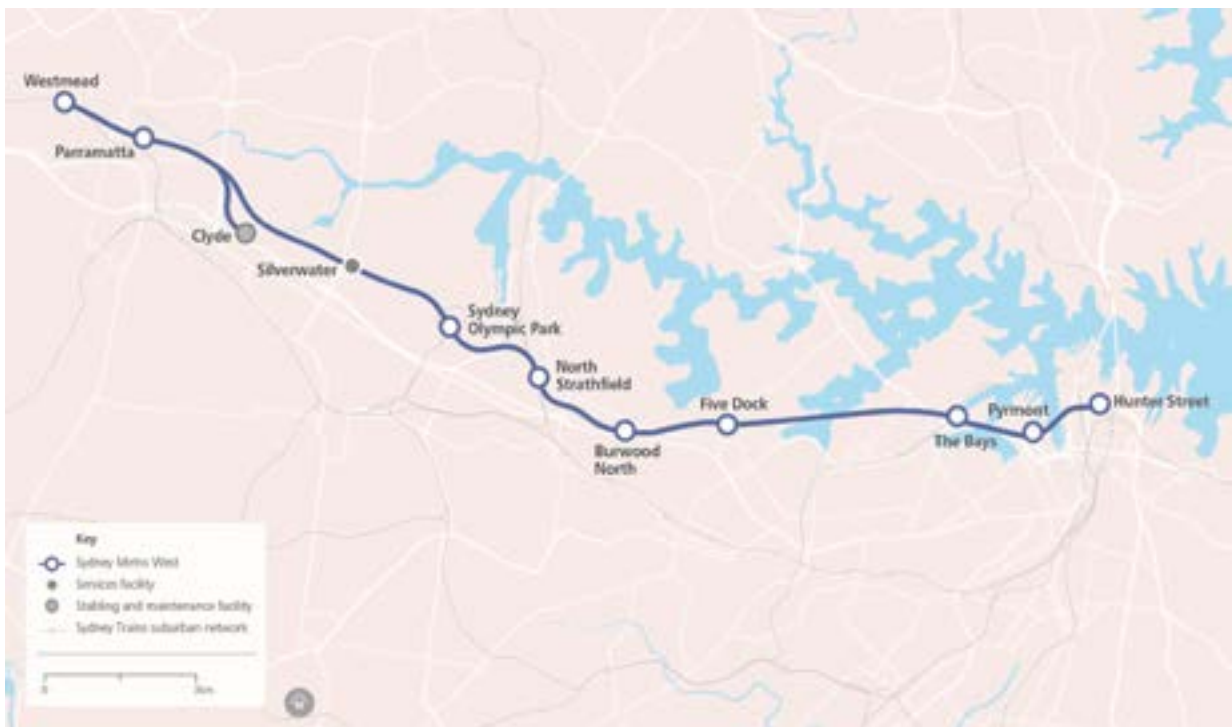 Westmead
Parramatta
Clyde
Silverwater
Sydney
Olympic Park
North
Strathfield
Burwood
North
Five Dock
The Bays
Pyrmont
Hunter Street
Key
Sydney Metro West
Services facility
Stabling and maintenance facility
Sydney Trains suburban network
0